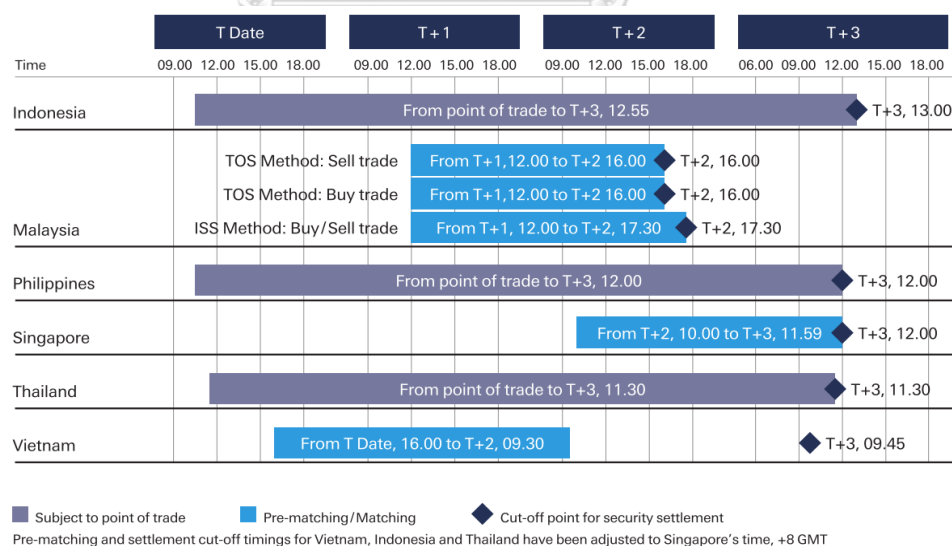 T Date T + 1 T + 2 T + 3
Time 09.00 12.00 15.00 18.00 09.00 12.00 15.00 18.00 09.00 12.00 15.00 18.00 06.00 09.00 12.00 15.00 18.00
Indonesia From point of trade to T+3, 12.55 T+3, 13.00
TOS Method: Sell trade From T+1,12.00 to T+2 16.00 T+2, 16.00
TOS Method: Buy trade From T+1,12.00 to T+2 16.00 T+2, 16.00
Malaysia ISS Method: Buy/Sell trade From T+1, 12.00 to T+2, 17.30 T+2, 17.30
Philippines From point of trade to T+3, 12.00 T+3, 12.00
Singapore From T+2, 10.00 to T+3, 11.59 T+3, 12.00
Thailand From point of trade to T+3, 11.30 T+3, 11.30
Vietnam From T Date, 16.00 to T+2, 09.30 T+3, 09.45
Subject to point of trade Pre-matching/Matching Cut-off point for security settlement
Pre-matching and settlement cut-off timings for Vietnam, Indonesia and Thailand have been adjusted to Singapore's time, +8 GMT